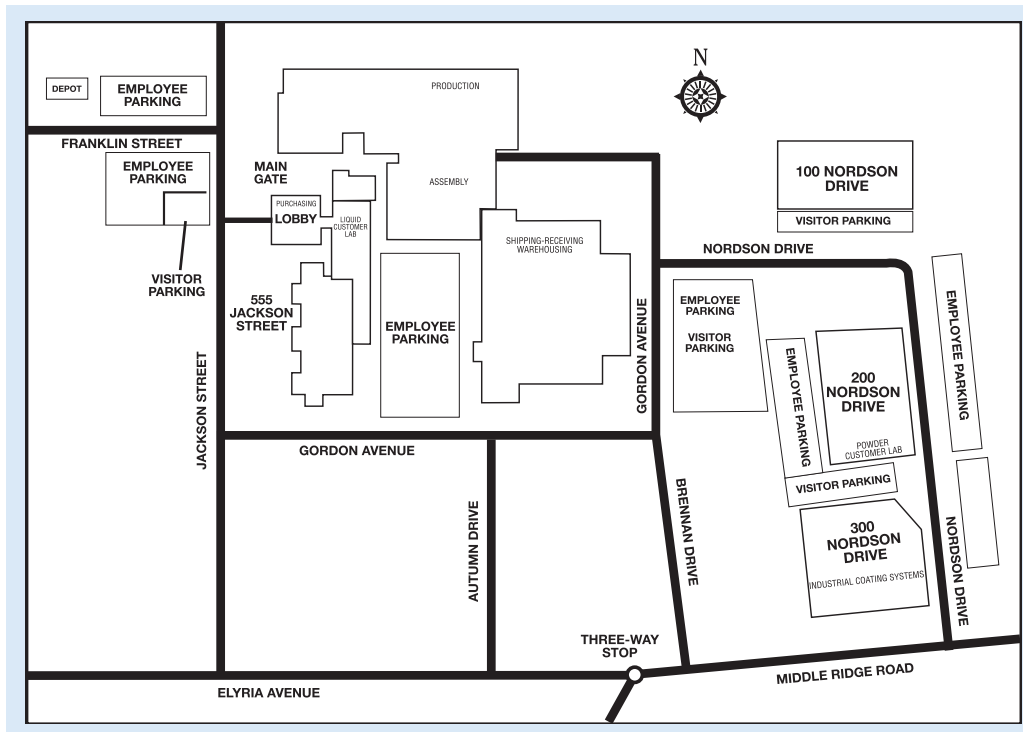 N
DEPOT
EMPLOYEE
PARKING
PRODUCTION
FRANKLIN STREET
EMPLOYEE
PARKING
MAIN
GATE
ASSEMBLY
PURCHASING
LOBBY
LIQUID
CUSTOMER
LAB
100 NORDSON
DRIVE
VISITOR PARKING
SHIPPING-RECEIVING
WAREHOUSING
NORDSON DRIVE
VISITOR
PARKING
555
JACKSON
STREET
EMPLOYEE
PARKING
GORDON AVENUE
EMPLOYEE
PARKING
VISITOR
PARKING
EMPLOYEE PARKING
200
NORDSON
DRIVE
POWDER
CUSTOMER LAB
EMPLOYEE PARKING
JACKSON STREET
GORDON AVENUE
VISITOR PARKING
BRENNAN DRIVE
AUTUMN DRIVE
300
NORDSON
DRIVE
INDUSTRIAL COATING SYSTEMS
NORDSON DRIVE
THREE-WAY
STOP
ELYRIA AVENUE
MIDDLE RIDGE ROAD